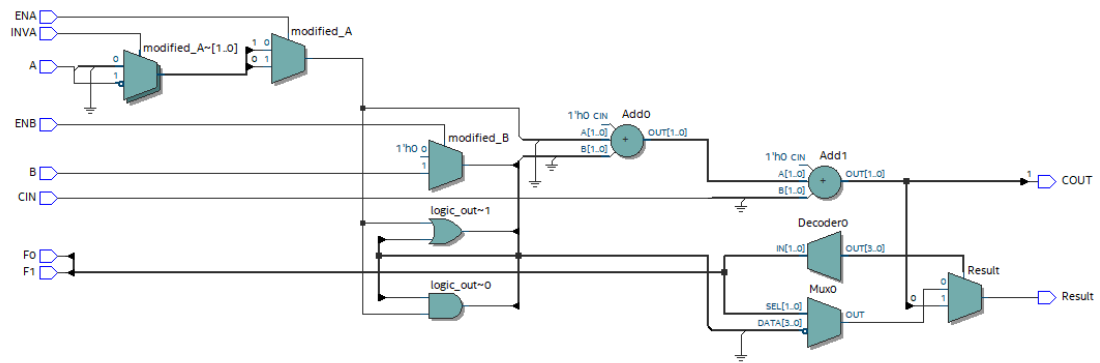 ENA
INVA
modified_A~[1..0]
modified_A
1 0
0 1
A
0
1
ENB
modified_B
1'h0 0
1
B
CIN
1'h0 CIN
Add0
A[1..0]
B[1..0]
OUT[1..0]
1'h0 CIN
Add1
A[1..0]
B[1..0]
OUT[1..0]
1
COUT
logic_out~1
logic_out~0
F0
F1
Decoder0
IN[1..0]
OUT[3..0]
Mux0
SEL[1..0]
DATA[3..0]
OUT
Result
0
0 1
Result